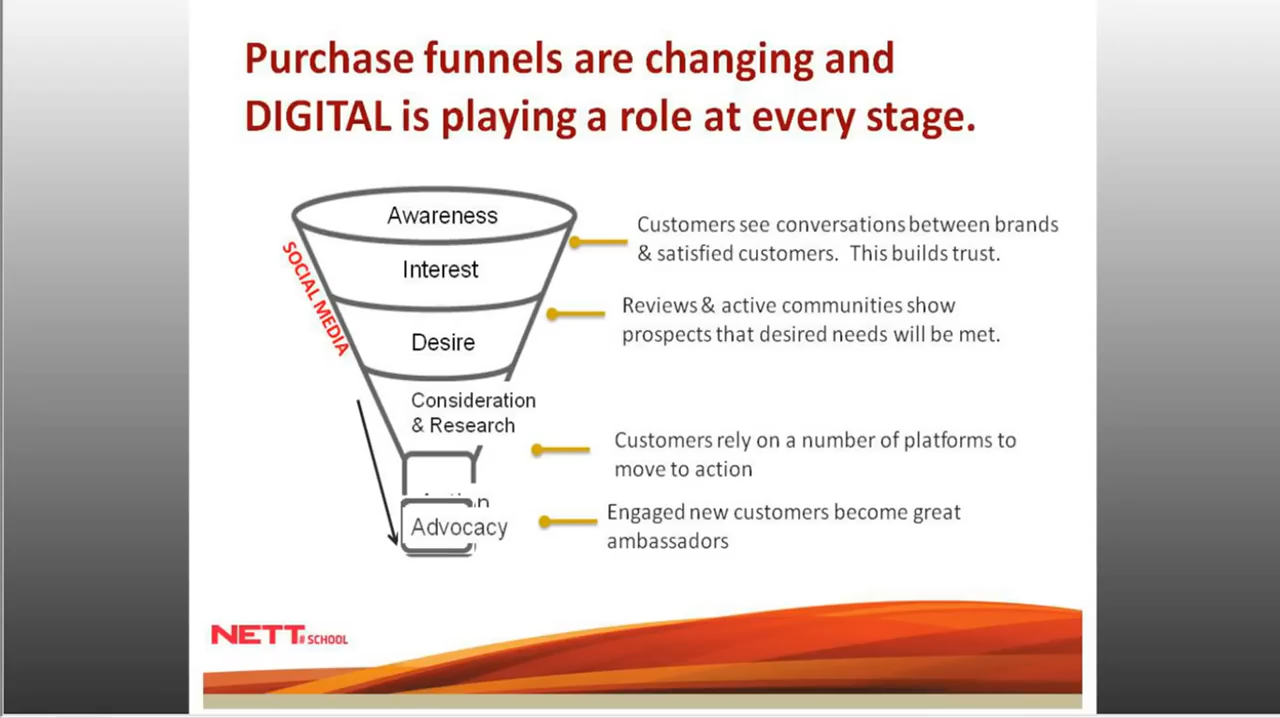 Purchase funnels are changing and
DIGITAL is playing a role at every stage.
Awareness
Interest
Desire
Consideration
& Research
Advocacy
SOCIAL MEDIA
Customers see conversations between brands
& satisfied customers. This builds trust.
Reviews & active communities show
prospects that desired needs will be met.
Customers rely on a number of platforms to
move to action
Engaged new customers become great
ambassadors
NETT SCHOOL